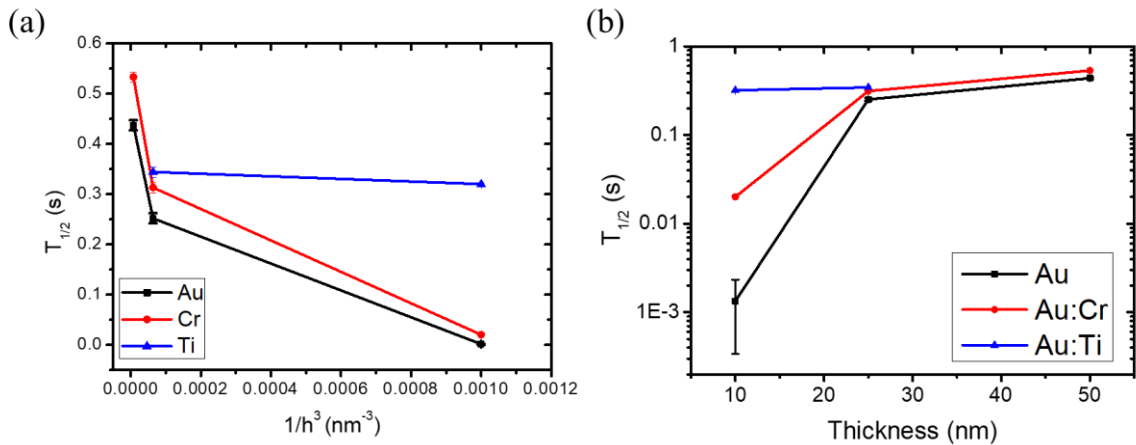 (a)
0.6
0.5
0.4
0.3
0.2
0.1
0.0
T1/2 (s)
Au
Cr
Ti
0.0000 0.0002 0.0004 0.0006 0.0008 0.0010 0.0012
1/h³ (nm⁻³)
(b)
1
0.1
0.01
1E-3
T1/2 (s)
Au
Au:Cr
Au:Ti
10 20 30 40 50
Thickness (nm)